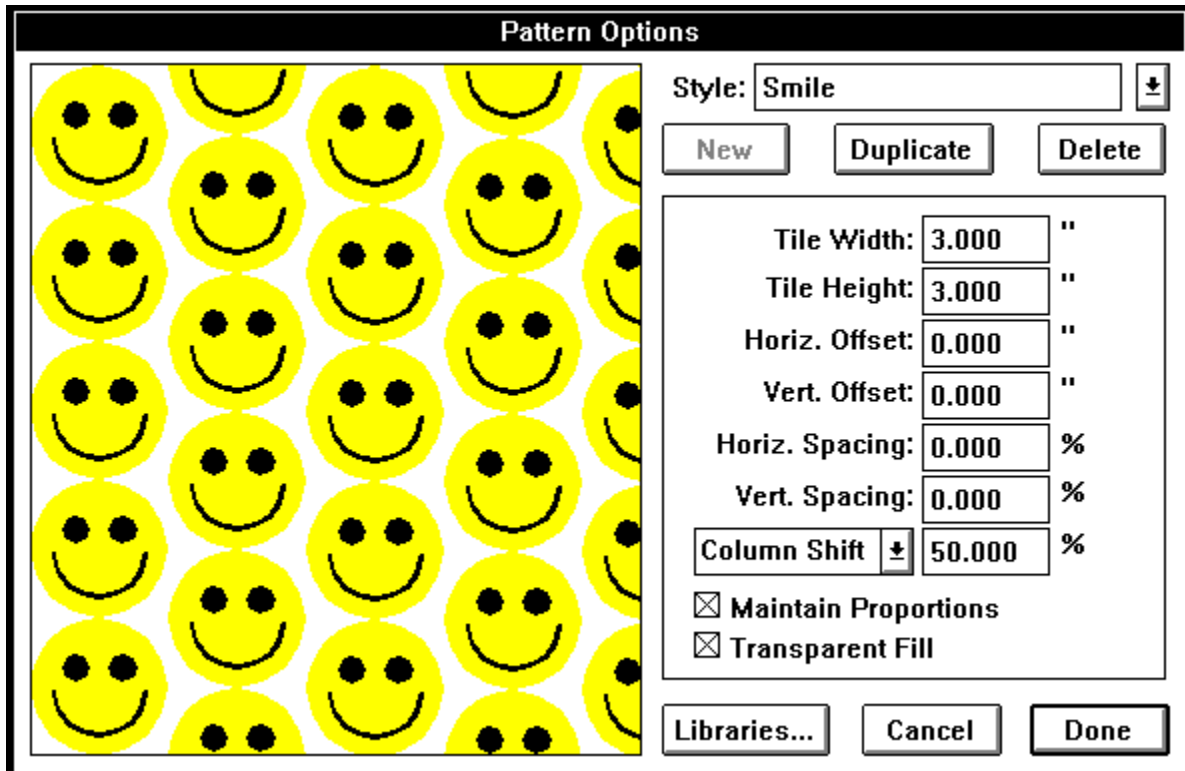 Pattern Options
Style: Smile
New Duplicate Delete
Tile Width: 3.000 "
Tile Height: 3.000 "
Horiz. Offset: 0.000 "
Vert. Offset: 0.000 "
Horiz. Spacing: 0.000 %
Vert. Spacing: 0.000 %
Column Shift 50.000 %
Maintain Proportions
Transparent Fill
Libraries... Cancel Done